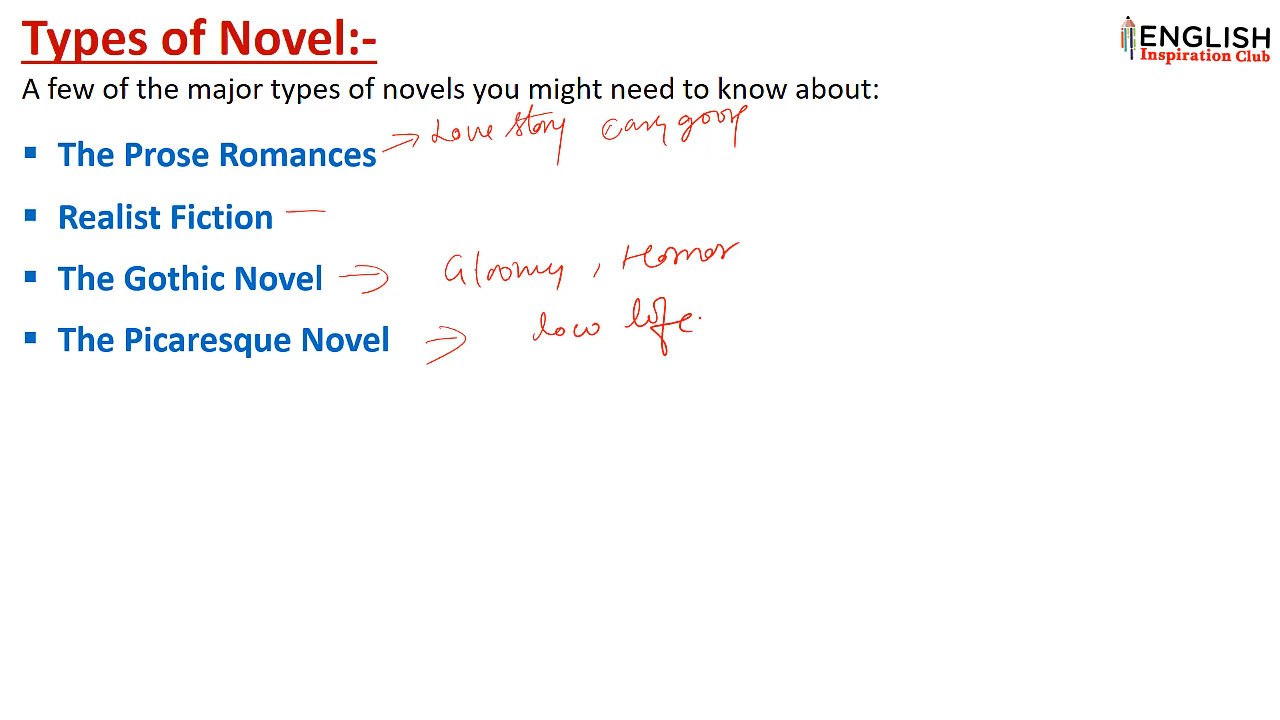 Types of Novel:-
ENGLISH
Inspiration Club
A few of the major types of novels you might need to know about:
▪ The Prose Romances → Love story
▪ Realist Fiction —
▪ The Gothic Novel ⇒ Gloomy, Horror
▪ The Picaresque Novel ⇒ low life.